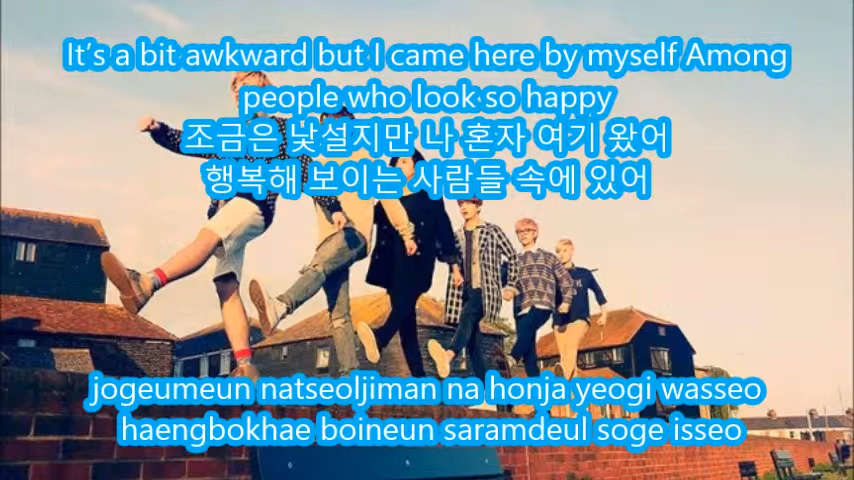 It's a bit awkward but I came here by myself Among
people who look so happy
조금은 낯설지만 나 혼자 여기 왔어
행복해 보이는 사람들 속에 있어
jogeumeun natseoljiman na honja yeogi wasseo
haengbokhae boineun saramdeul soge isseo